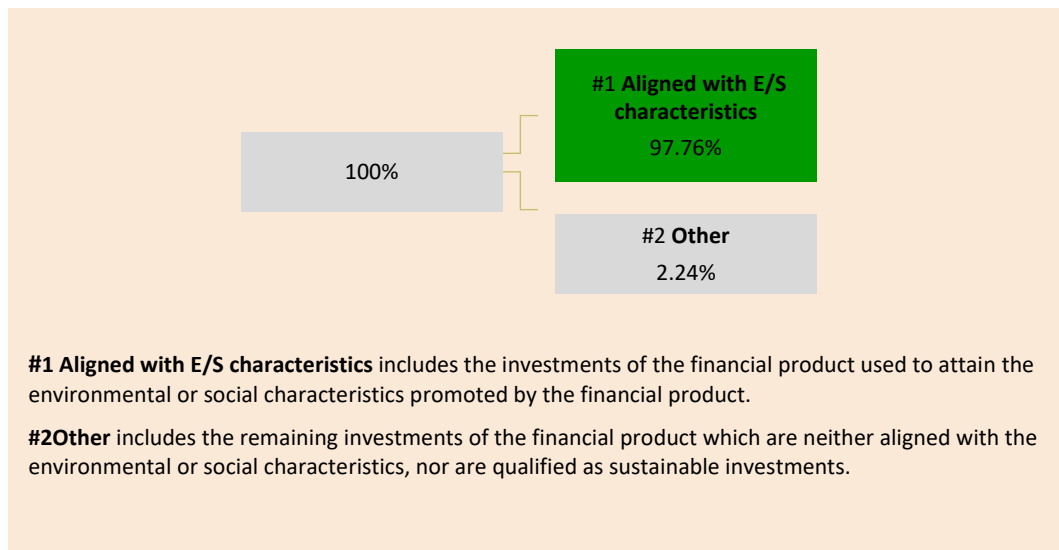 #1 Aligned with E/S
characteristics
97.76%
100%
#2 Other
2.24%
#1 Aligned with E/S characteristics includes the investments of the financial product used to attain the
environmental or social characteristics promoted by the financial product.
#2Other includes the remaining investments of the financial product which are neither aligned with the
environmental or social characteristics, nor are qualified as sustainable investments.